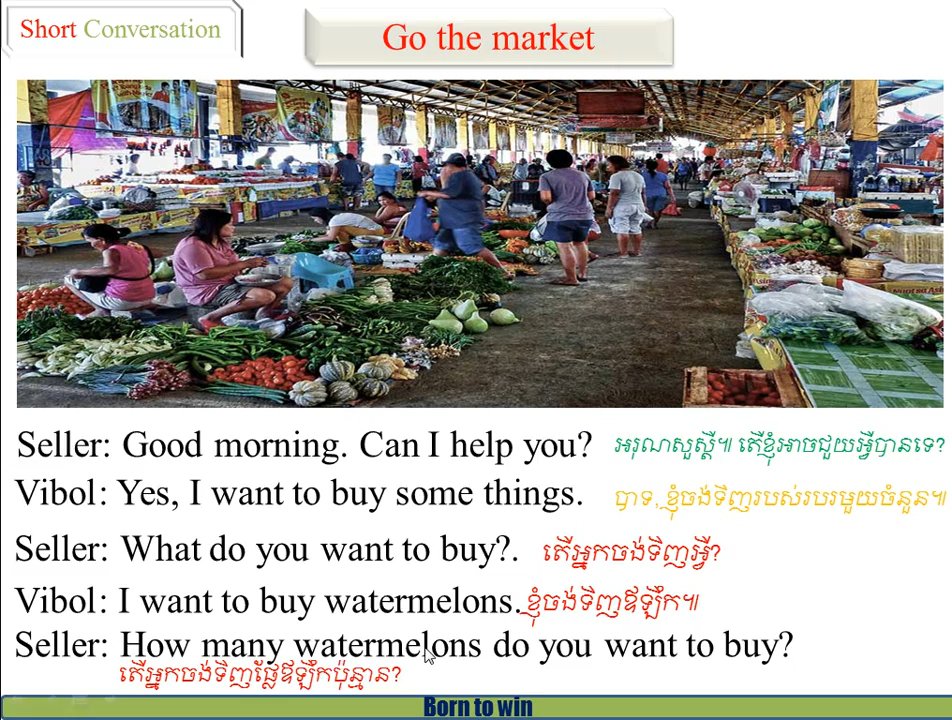 Short Conversation
Go the market
Seller: Good morning. Can I help you? អរុណសួស្ដី៕ តើខ្ញុំអាចជួយអ្វីបានទេ?
Vibol: Yes, I want to buy some things. បាទ, ខ្ញុំចង់ទិញរបស់របរមួយចំនួន៕
Seller: What do you want to buy?. តើអ្នកចង់ទិញអ្វី?
Vibol: I want to buy watermelons. ខ្ញុំចង់ទិញឪឡឹក៕
Seller: How many watermelons do you want to buy?
តើអ្នកចង់ទិញផ្លែឪឡឹកប៉ុន្មាន?
Born to win